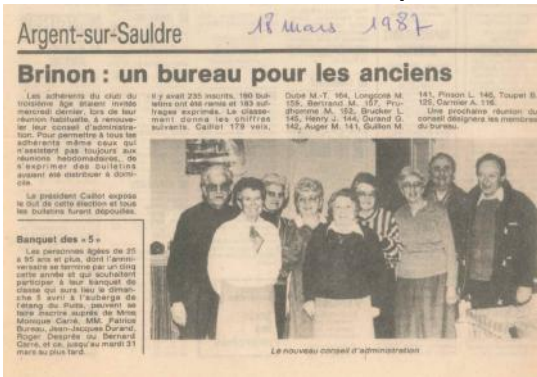 Argent-sur-Sauldre
18 mars 1987
Brinon : un bureau pour les anciens
Les adhérents du club du
troisième âge étaient invités
mercredi dernier, lors de leur
réunion habituelle, à renouve-
ler leur conseil d'administra-
tion. Pour permettre à tous les
adhérents même ceux qui
n'assistent pas toujours aux
réunions hebdomadaires, de
s'exprimer des bulletins
avaient été distribuer à domi-
cile.
Le président Caillot exposa
le but de cette élection et tous
les bulletins furent dépouillés.
Il y avait 235 inscrits, 190 bul-
letins ont été remis et 183 suf-
frages exprimés. Le classe-
ment donna les chiffres
suivants. Caillot 179 voix,
Dubé M.-T. 164, Longcôté M.
159, Bertrand M. 157, Pru-
dhomme M. 152, Brucker L.
145, Henry J. 144, Durand G.
142, Auger M. 141, Guillon M.
141, Pinson L. 140, Toupet B.
125, Carnier A. 116.
Une prochaine réunion du
conseil désignera les membres
du bureau.
Banquet des « 5 »
Les personnes âgées de 25
à 95 ans et plus, dont l'anni-
versaire se termine par un cinq
cette année et qui souhaitent
participer à leur banquet de
classe qui aura lieu le diman-
che 5 avril à l'auberge de
l'étang du Puits, peuvent se
faire inscrire auprès de Mme
Monique Carré, MM. Patrice
Bureau, Jean-Jacques Durand,
Roger Després ou Bernard
Carré, et ce, jusqu'au mardi 31
mars au plus tard.
Le nouveau conseil d'administration